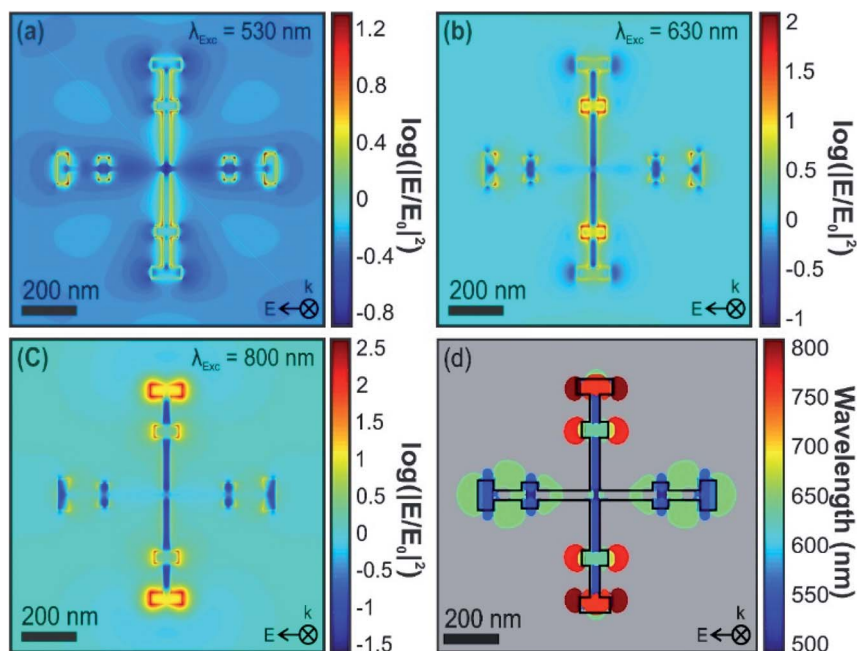 (a)
λExc = 530 nm
200 nm
E
k
1.2
0.8
0.4
0
-0.4
-0.8
log(|E/E₀|²)
(b)
λExc = 630 nm
200 nm
E
k
2
1.5
1
0.5
0
-0.5
-1
log(|E/E₀|²)
(C)
λExc = 800 nm
200 nm
E
k
2.5
2
1.5
1
0.5
0
-0.5
-1
-1.5
log(|E/E₀|²)
(d)
200 nm
E
k
800
750
700
650
600
550
500
Wavelength (nm)